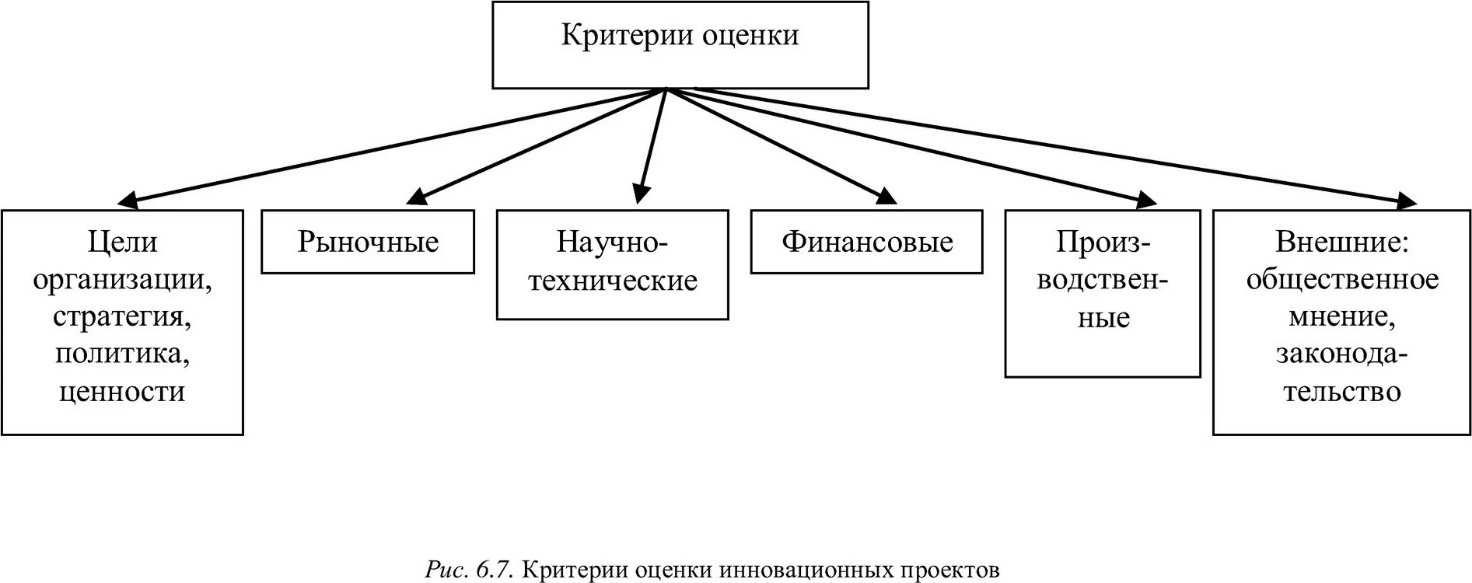 Критерии оценки
Цели
организации,
стратегия,
политика,
ценности
Рыночные
Научно-
технические
Финансовые
Произ-
водствен-
ные
Внешние:
общественное
мнение,
законода-
тельство
Рис. 6.7. Критерии оценки инновационных проектов